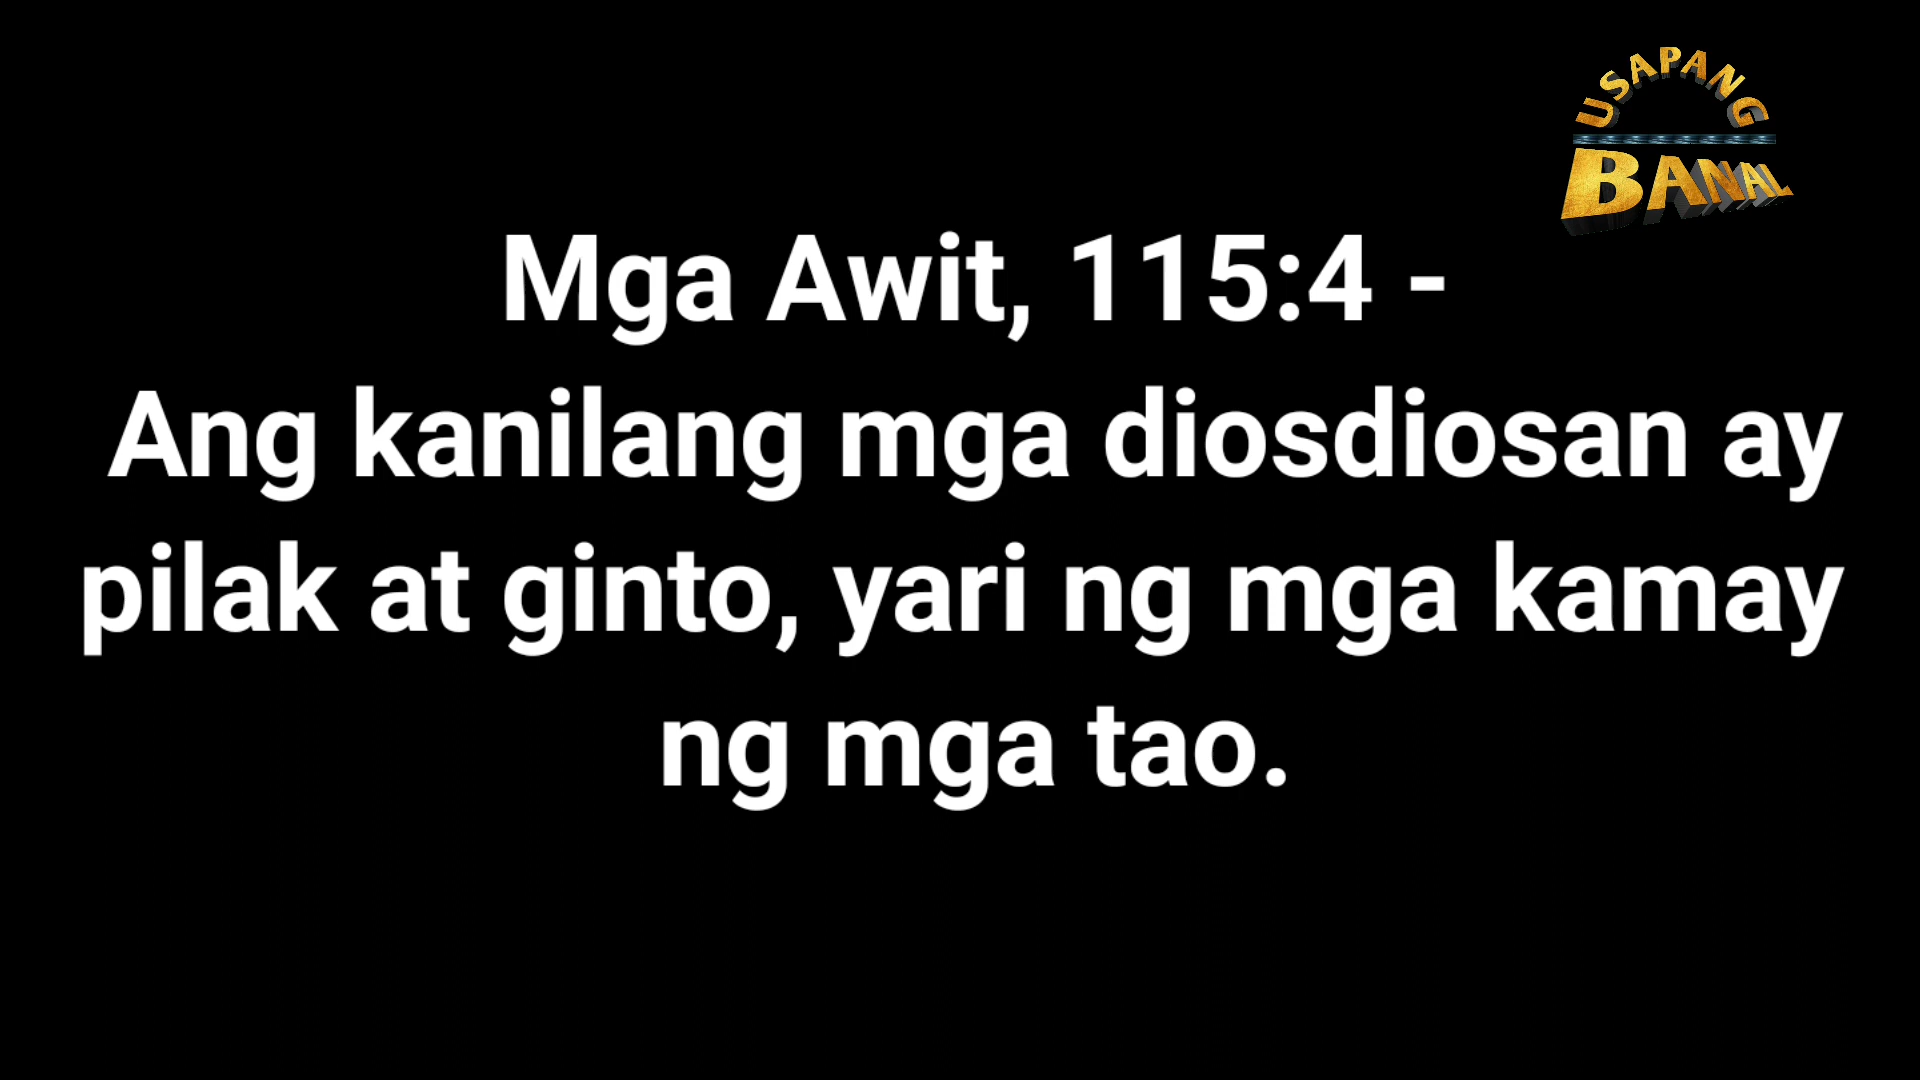 USAPANG
BANAL
Mga Awit, 115:4 -
Ang kanilang mga diosdiosan ay
pilak at ginto, yari ng mga kamay
ng mga tao.